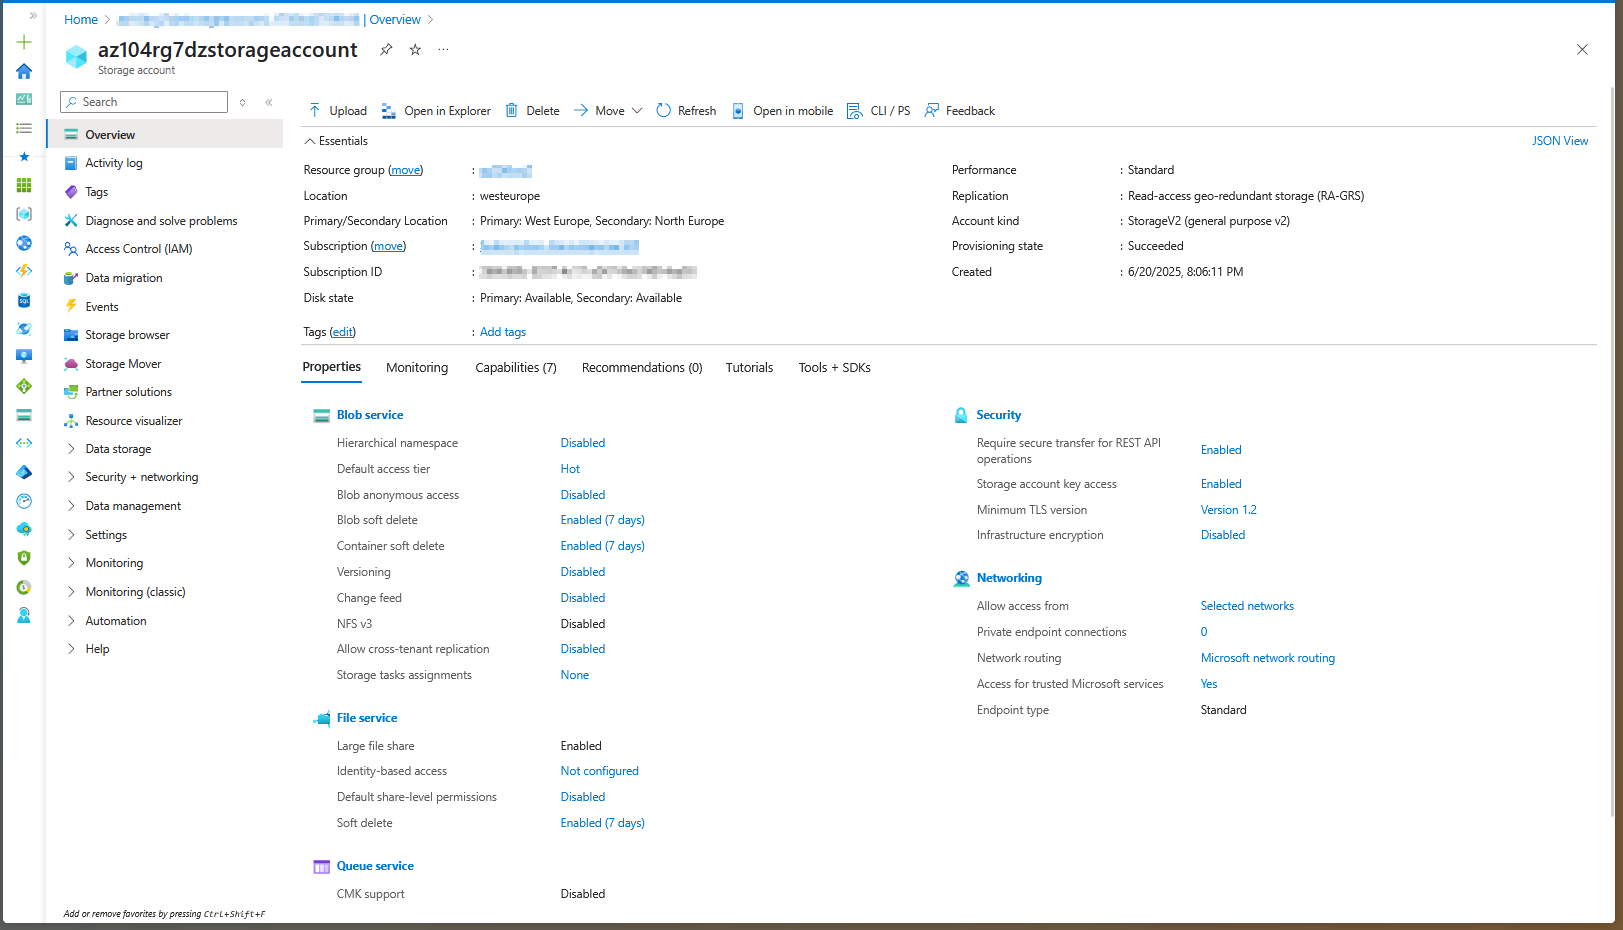 Home > | Overview >
az104rg7dzstorageaccount
Storage account
Search
Overview
Activity log
Tags
Diagnose and solve problems
Access Control (IAM)
Data migration
Events
Storage browser
Storage Mover
Partner solutions
Resource visualizer
Data storage
Security + networking
Data management
Settings
Monitoring
Monitoring (classic)
Automation
Help
Add or remove favorites by pressing Ctrl+Shift+F
Upload Open in Explorer Delete Move Refresh Open in mobile CLI / PS Feedback
Essentials JSON View
Resource group (move) :
Location : westeurope
Primary/Secondary Location : Primary: West Europe, Secondary: North Europe
Subscription (move) :
Subscription ID :
Disk state : Primary: Available, Secondary: Available
Tags (edit) : Add tags
Performance : Standard
Replication : Read-access geo-redundant storage (RA-GRS)
Account kind : StorageV2 (general purpose v2)
Provisioning state : Succeeded
Created : 6/20/2025, 8:06:11 PM
Properties Monitoring Capabilities (7) Recommendations (0) Tutorials Tools + SDKs
Blob service
Hierarchical namespace Disabled
Default access tier Hot
Blob anonymous access Disabled
Blob soft delete Enabled (7 days)
Container soft delete Enabled (7 days)
Versioning Disabled
Change feed Disabled
NFS v3 Disabled
Allow cross-tenant replication Disabled
Storage tasks assignments None
File service
Large file share Enabled
Identity-based access Not configured
Default share-level permissions Disabled
Soft delete Enabled (7 days)
Queue service
CMK support Disabled
Security
Require secure transfer for REST API
operations Enabled
Storage account key access Enabled
Minimum TLS version Version 1.2
Infrastructure encryption Disabled
Networking
Allow access from Selected networks
Private endpoint connections 0
Network routing Microsoft network routing
Access for trusted Microsoft services Yes
Endpoint type Standard